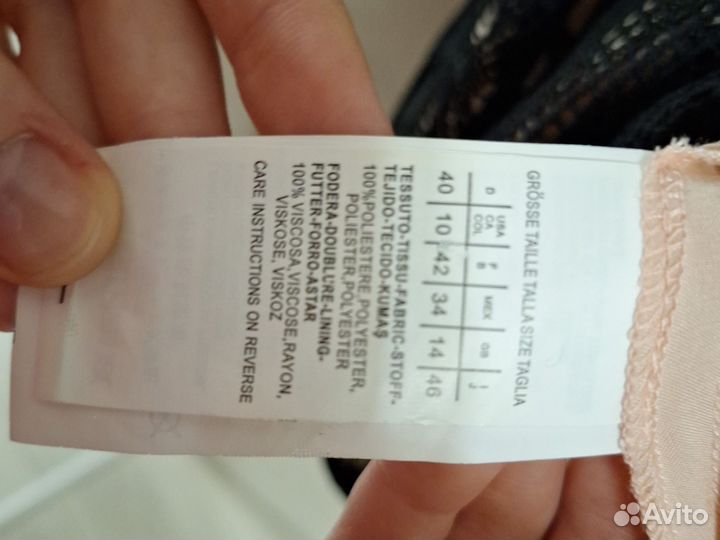 GRÖSSE TAILLE TALLA SIZE TAGLIA
D | USA CA COL | F B | MEX | GB | I
40 | 10 | 42 | 34 | 14 | 46
TESSUTO-TISSU-FABRIC-STOFF-
TEJIDO-TECIDO-KUMAŞ
100%POLIESTERE,POLYESTER,
POLIESTER,POLYESTER
FODERA-DOUBLURE-LINING-
FUTTER-FORRO-ASTAR
100% VISCOSA,VISCOSE,RAYON,
VISKOSE, VISKOZ
CARE INSTRUCTIONS ON REVERSE
Avito